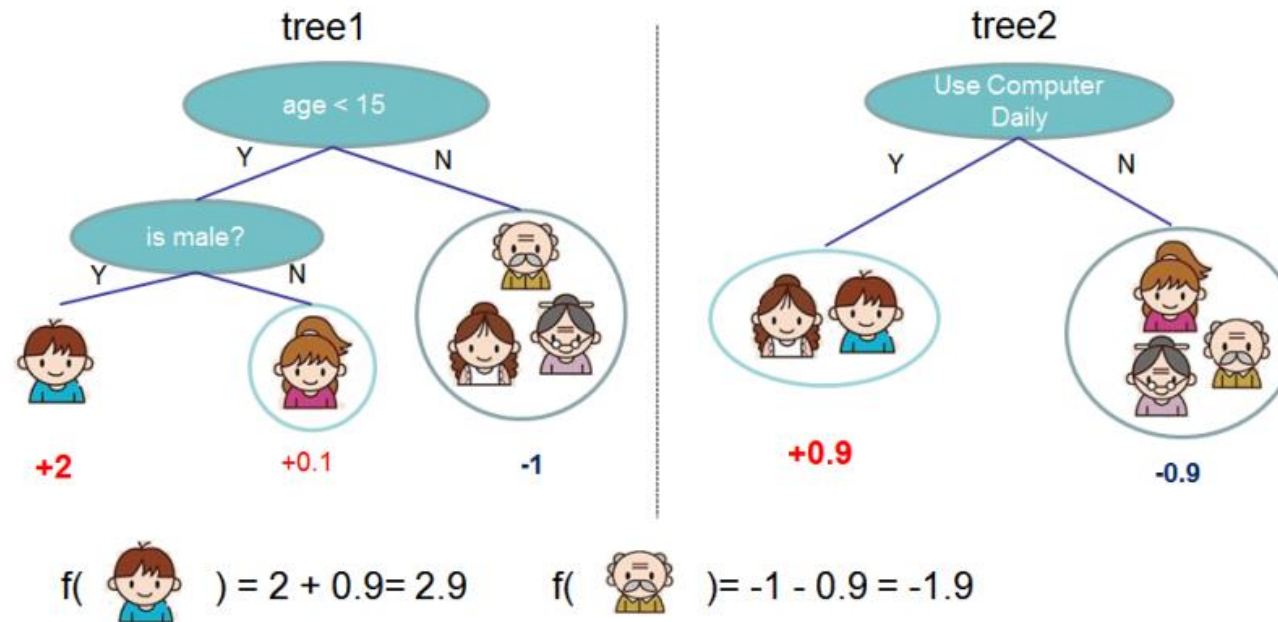 tree1
age < 15
Y
N
is male?
Y
N
+2
+0.1
-1
tree2
Use Computer
Daily
Y
N
+0.9
-0.9
f( ) = 2 + 0.9= 2.9
f( )= -1 - 0.9 = -1.9